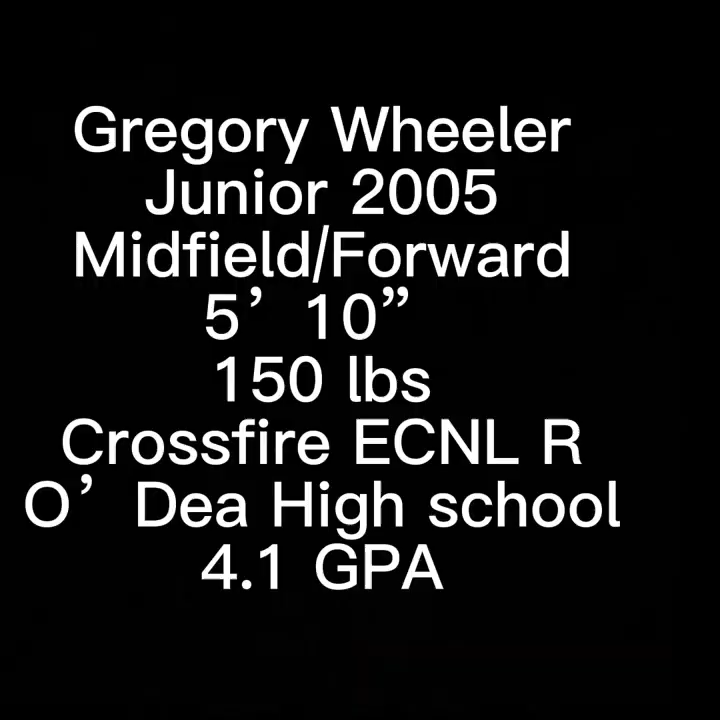 Gregory Wheeler
Junior 2005
Midfield/Forward
5’10”
150 lbs
Crossfire ECNL R
O’Dea High school
4.1 GPA